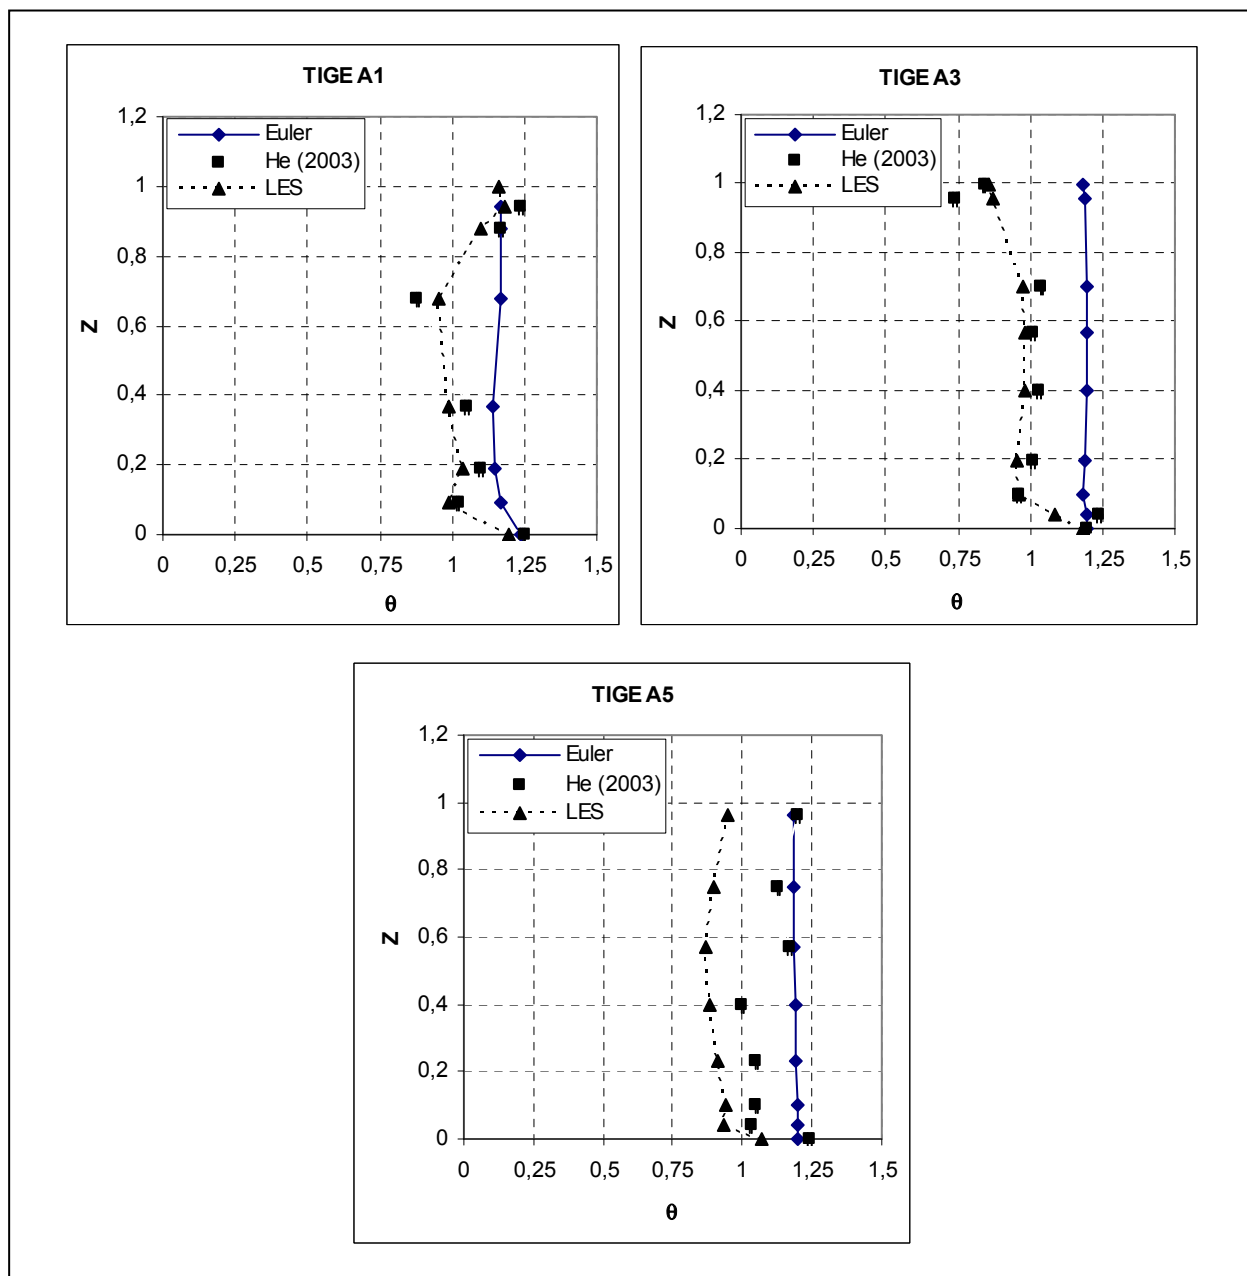 TIGE A1
1,2
1
0,8
0,6
0,4
0,2
0
Z
Euler
He (2003)
LES
0 0,25 0,5 0,75 1 1,25 1,5
θ
TIGE A3
1,2
1
0,8
0,6
0,4
0,2
0
Z
Euler
He (2003)
LES
0 0,25 0,5 0,75 1 1,25 1,5
θ
TIGE A5
1,2
1
0,8
0,6
0,4
0,2
0
Z
Euler
He (2003)
LES
0 0,25 0,5 0,75 1 1,25 1,5
θ